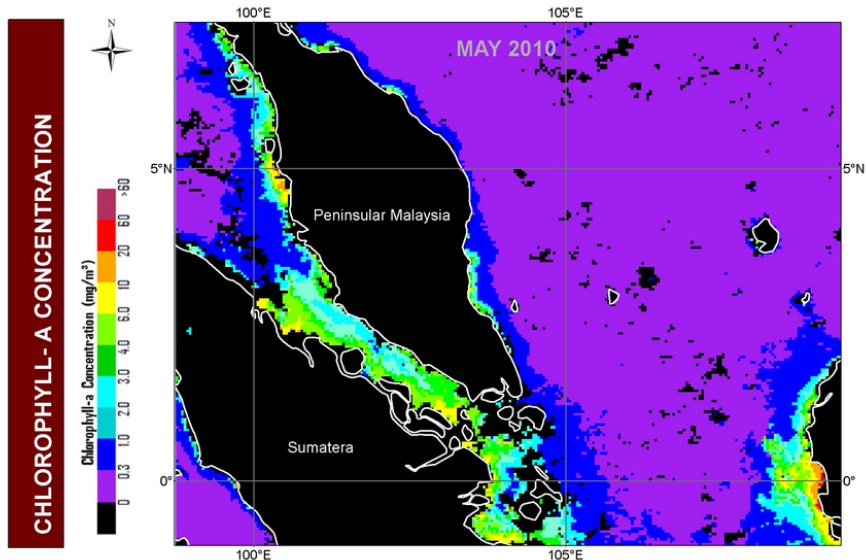 100°E
105°E
N
MAY 2010
CHLOROPHYLL- A CONCENTRATION
5°N
5°N
Chlorophyll-a Concentration (mg/m³)
>60
60
20
10
6.0
4.0
3.0
2.0
1.0
0.3
0
Peninsular Malaysia
Sumatera
0°
0°
100°E
105°E